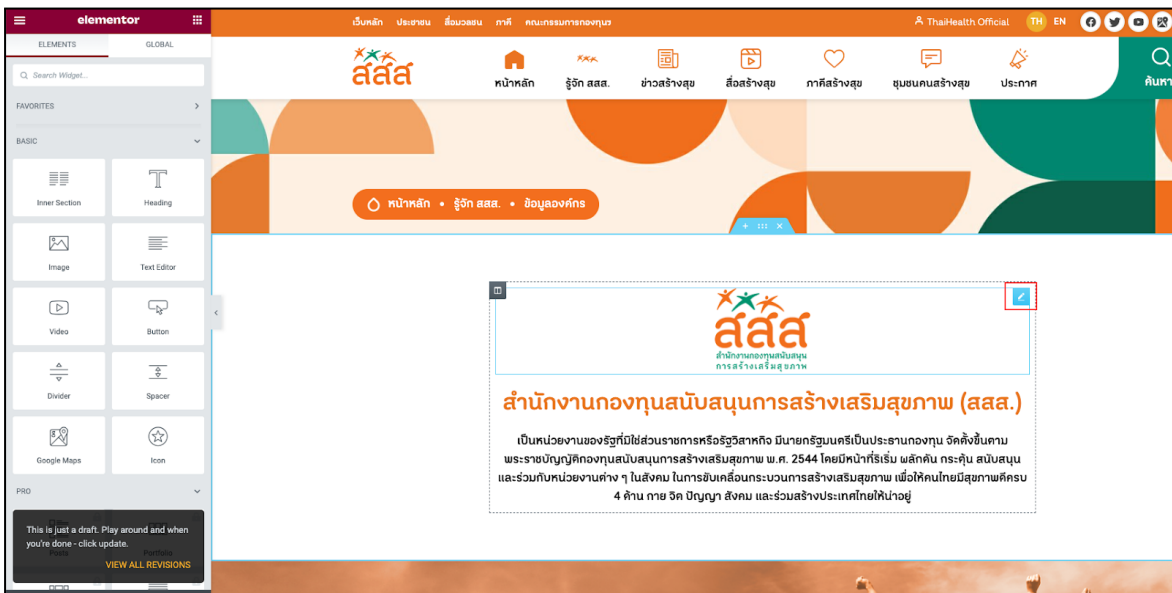 elementor
ELEMENTS
GLOBAL
Search Widget...
FAVORITES
BASIC
Inner Section
Heading
Image
Text Editor
Video
Button
Divider
Spacer
Google Maps
Icon
PRO
This is just a draft. Play around and when
you're done - click update.
VIEW ALL REVISIONS
เว็บหลัก ประชาชน สื่อมวลชน ภาคี คณะกรรมการกองทุนฯ
ThaiHealth Official TH EN
สสส
หน้าหลัก รู้จัก สสส. ข่าวสร้างสุข สื่อสร้างสุข ภาคีสร้างสุข ชุมชนคนสร้างสุข ประกาศ ค้นหา
หน้าหลัก • รู้จัก สสส. • ข้อมูลองค์กร
สสส
สำนักงานกองทุนสนับสนุน
การสร้างเสริมสุขภาพ
สำนักงานกองทุนสนับสนุนการสร้างเสริมสุขภาพ (สสส.)
เป็นหน่วยงานของรัฐที่มิใช่ส่วนราชการหรือรัฐวิสาหกิจ มีนายกรัฐมนตรีเป็นประธานกองทุน จัดตั้งขึ้นตาม
พระราชบัญญัติกองทุนสนับสนุนการสร้างเสริมสุขภาพ พ.ศ. 2544 โดยมีหน้าที่ริเริ่ม ผลักดัน กระตุ้น สนับสนุน
และร่วมกับหน่วยงานต่าง ๆ ในสังคม ในการขับเคลื่อนกระบวนการสร้างเสริมสุขภาพ เพื่อให้คนไทยมีสุขภาพดีครบ
4 ด้าน กาย จิต ปัญญา สังคม และร่วมสร้างประเทศไทยให้น่าอยู่